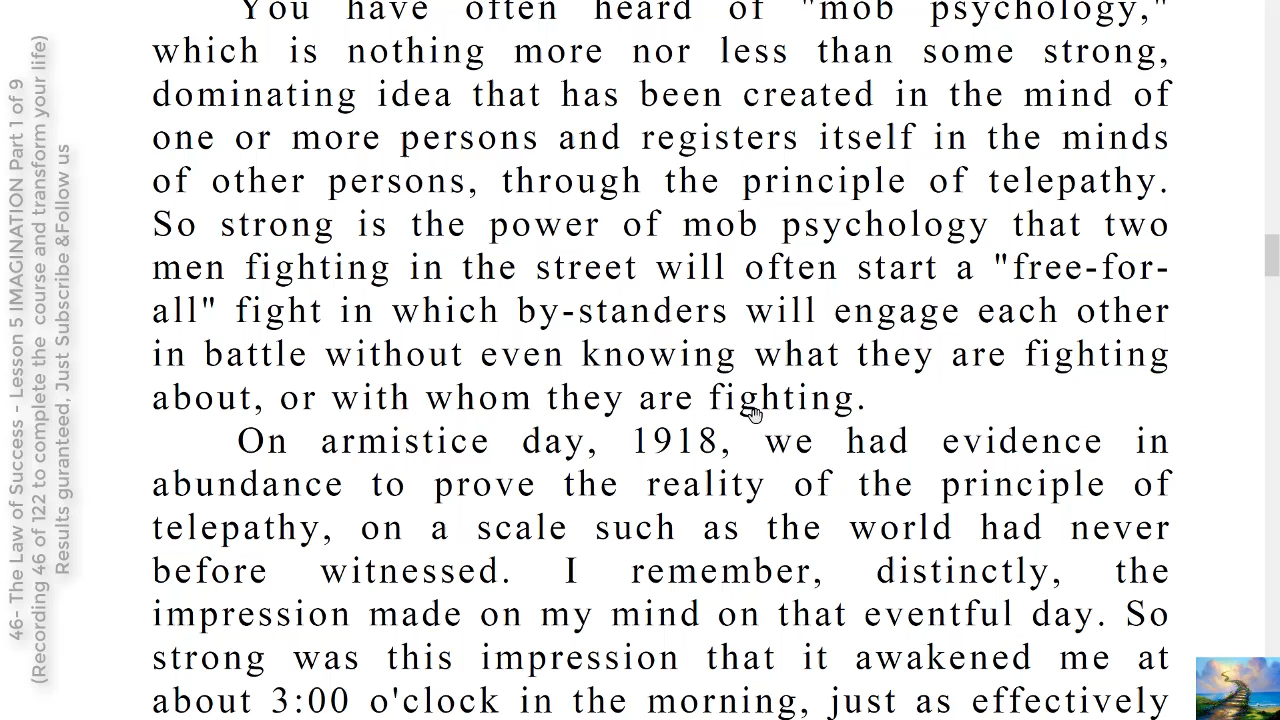 You have often heard of "mob psychology,"
which is nothing more nor less than some strong,
dominating idea that has been created in the mind of
one or more persons and registers itself in the minds
of other persons, through the principle of telepathy.
So strong is the power of mob psychology that two
men fighting in the street will often start a "free-for-
all" fight in which by-standers will engage each other
in battle without even knowing what they are fighting
about, or with whom they are fighting.
On armistice day, 1918, we had evidence in
abundance to prove the reality of the principle of
telepathy, on a scale such as the world had never
before witnessed. I remember, distinctly, the
impression made on my mind on that eventful day. So
strong was this impression that it awakened me at
about 3:00 o'clock in the morning, just as effectively
46- The Law of Success - Lesson 5 IMAGINATION Part 1 of 9
(Recording 46 of 122 to complete the course and transform your life)
Results guranteed, Just Subscribe &Follow us